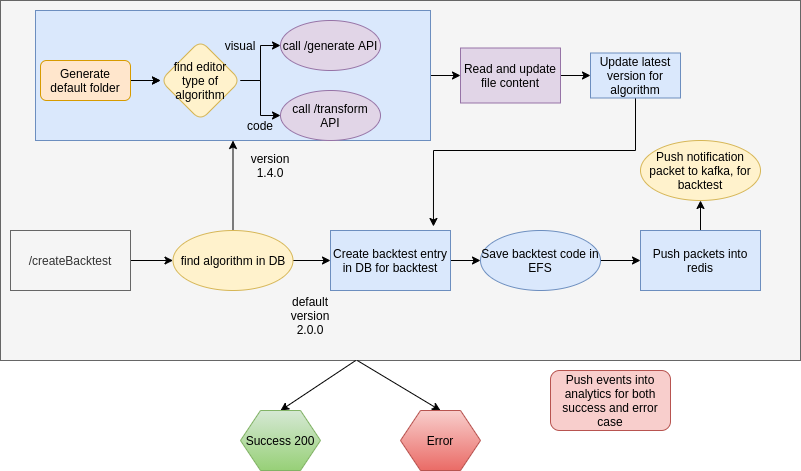 Generate
default folder
find editor
type of
algorithm
visual
code
call /generate API
call /transform
API
Read and update
file content
Update latest
version for
algorithm
version
1.4.0
Push notification
packet to kafka, for
backtest
/createBacktest
find algorithm in DB
default
version
2.0.0
Create backtest entry
in DB for backtest
Save backtest code in
EFS
Push packets into
redis
Success 200
Error
Push events into
analytics for both
success and error
case